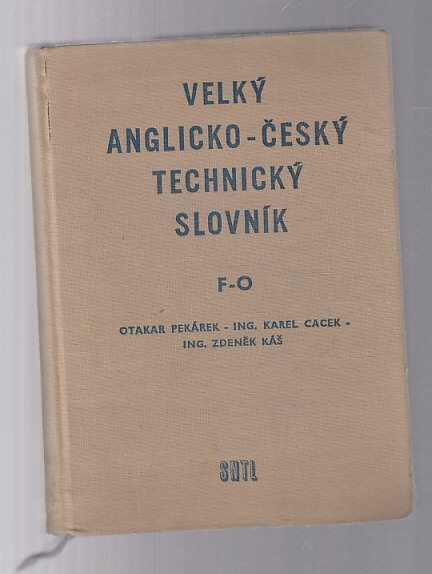 VELKÝ
ANGLICKO-ČESKÝ
TECHNICKÝ
SLOVNÍK
F-O
OTAKAR PEKÁREK - ING. KAREL CACEK -
ING. ZDENĚK KÁŠ
SNTL